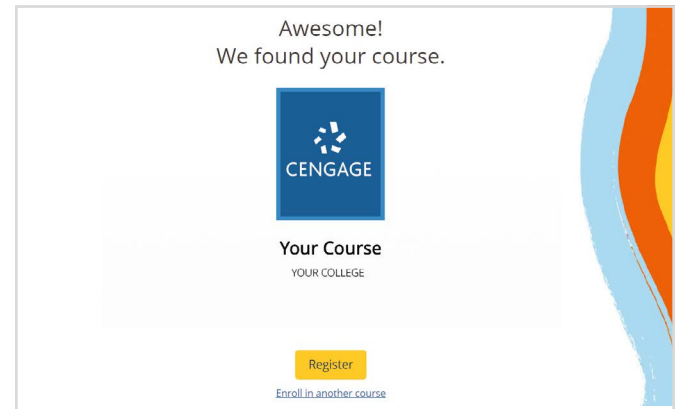 Awesome!
We found your course.
CENGAGE
Your Course
YOUR COLLEGE
Register
Enroll in another course